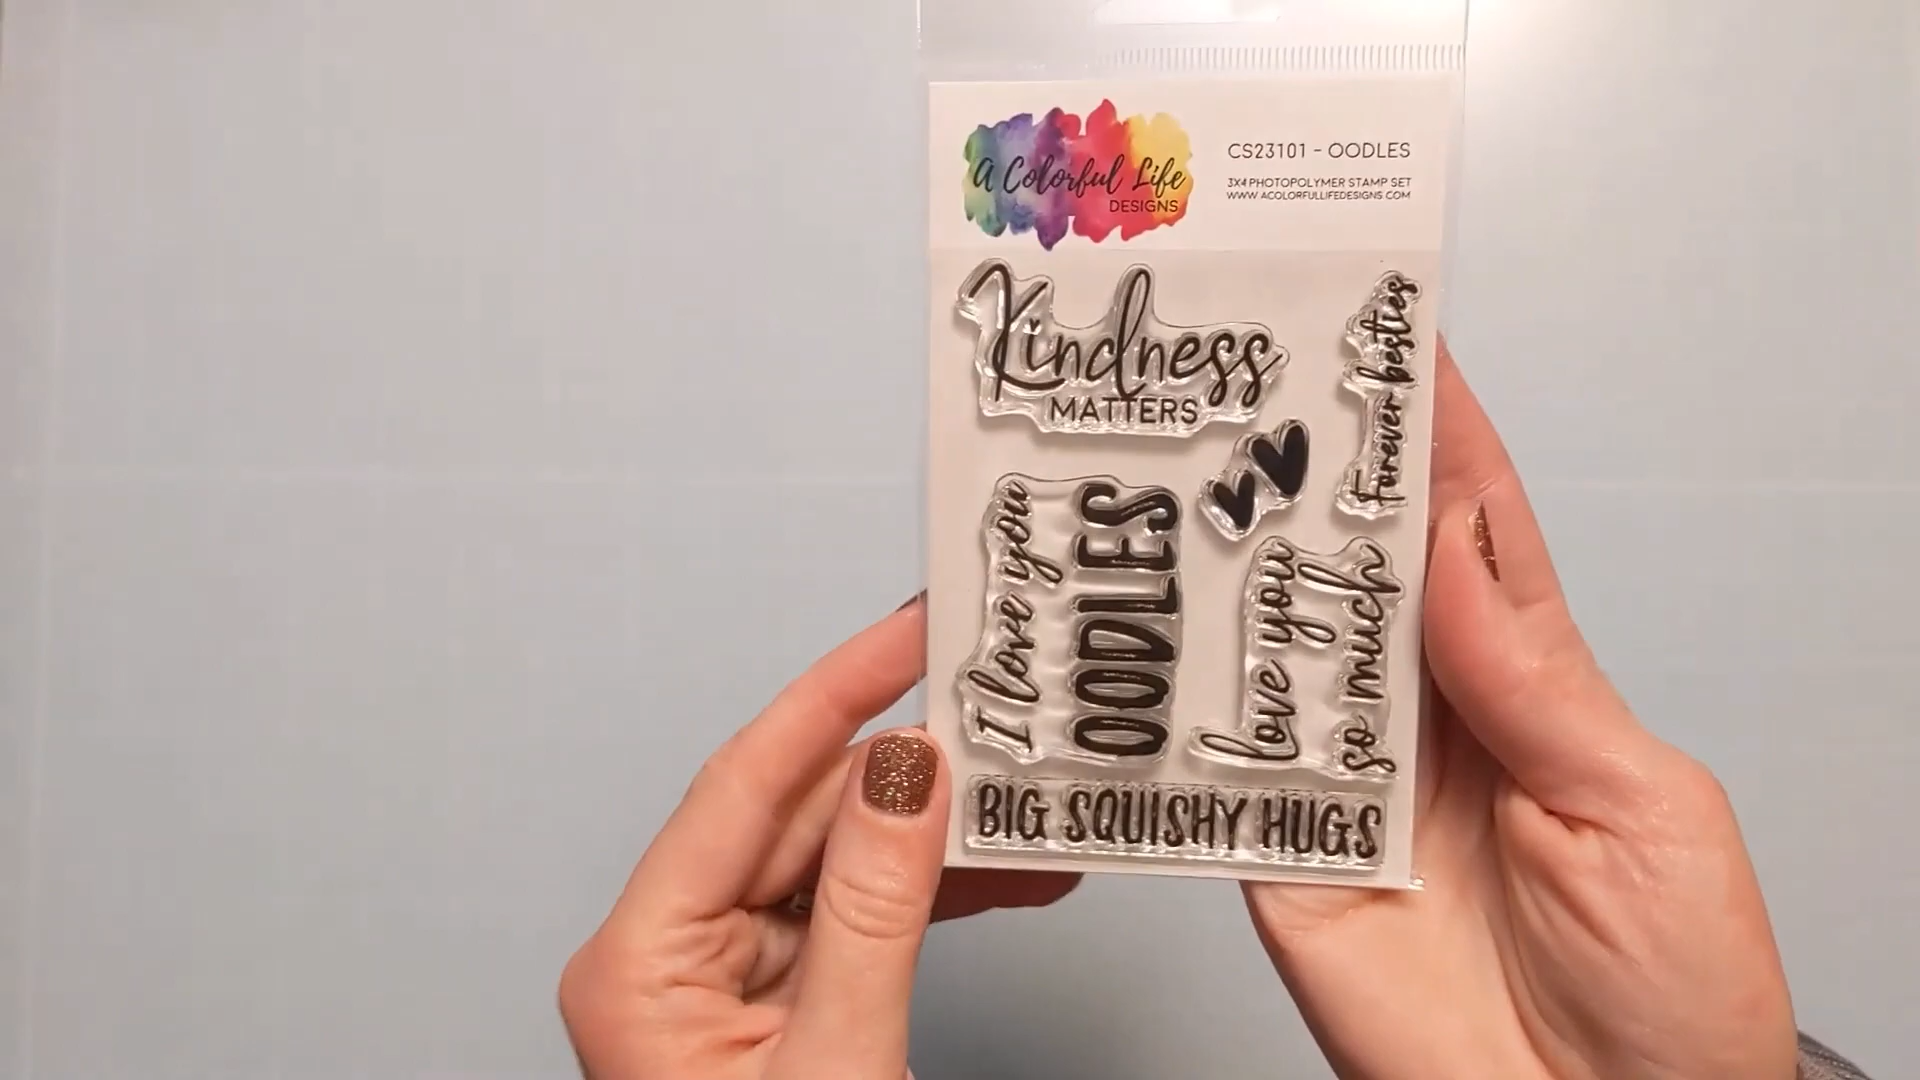 A Colorful Life
DESIGNS
CS23101 - OODLES
3X4 PHOTOPOLYMER STAMP SET
WWW.ACOLORFULLIFEDESIGNS.COM
Kindness
MATTERS
Forever besties
I love you
OODLES
love you
so much
BIG SQUISHY HUGS